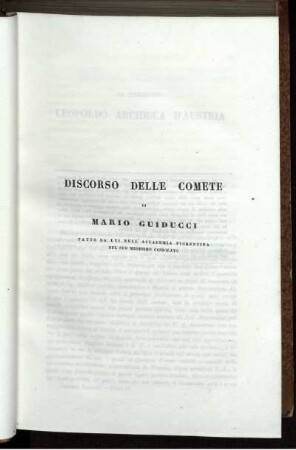 DISCORSO DELLE COMETE
DI
MARIO GUIDUCCI
FATTO DA LUI NELL'ACCADEMIA FIORENTINA
NEL SUO MEDESIMO CONSOLATO